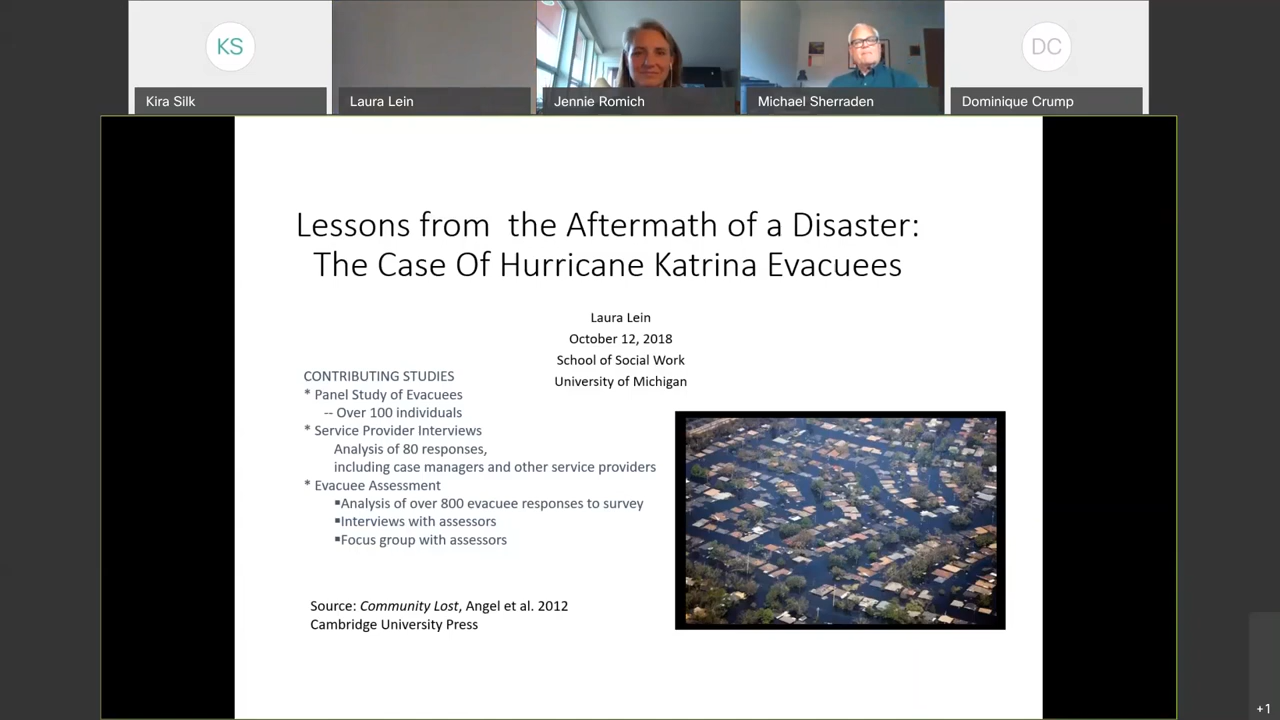 KS
DC
Kira Silk
Laura Lein
Jennie Romich
Michael Sherraden
Dominique Crump
Lessons from  the Aftermath of a Disaster:
The Case Of Hurricane Katrina Evacuees
Laura Lein
October 12, 2018
School of Social Work
University of Michigan
CONTRIBUTING STUDIES
* Panel Study of Evacuees
-- Over 100 individuals
* Service Provider Interviews
Analysis of 80 responses,
including case managers and other service providers
* Evacuee Assessment
▪Analysis of over 800 evacuee responses to survey
▪Interviews with assessors
▪Focus group with assessors
Source: Community Lost, Angel et al. 2012
Cambridge University Press
+1